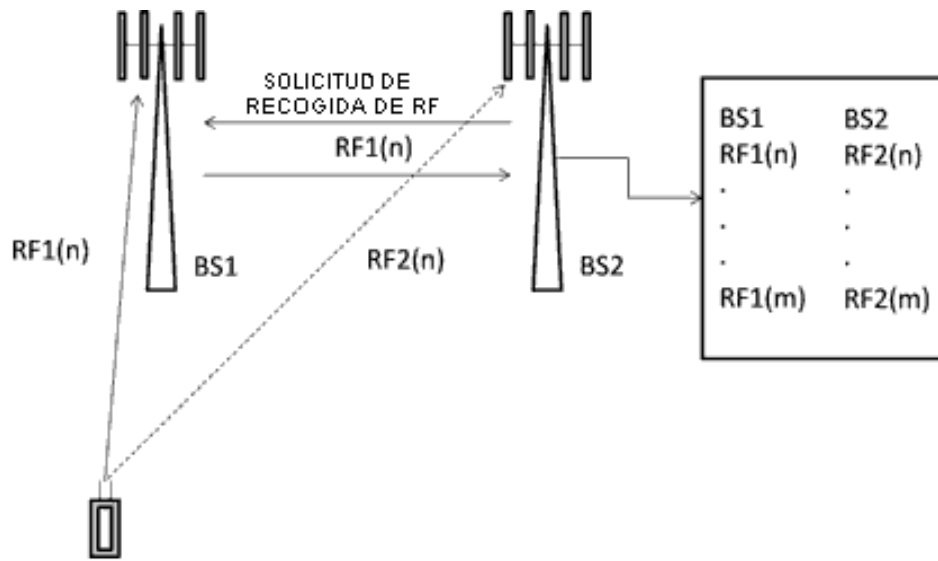 SOLICITUD DE
RECOGIDA DE RF
RF1(n)
RF1(n)
BS1
RF2(n)
BS2
BS1 BS2
RF1(n) RF2(n)
. .
. .
. .
RF1(m) RF2(m)